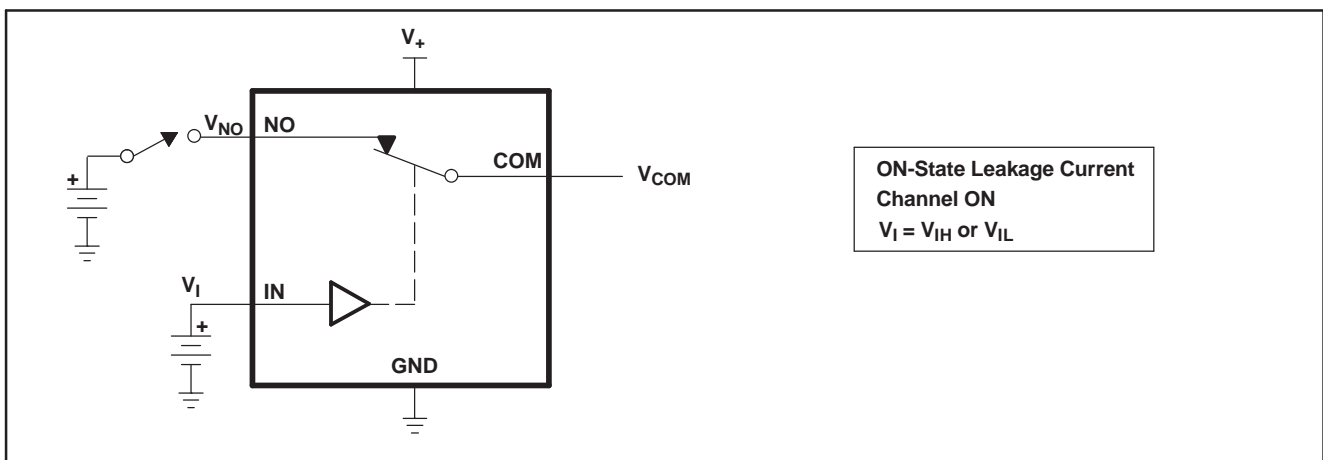 V+
VNO NO
COM
VCOM
+
VI IN
+
GND
ON-State Leakage Current
Channel ON
VI = VIH or VIL